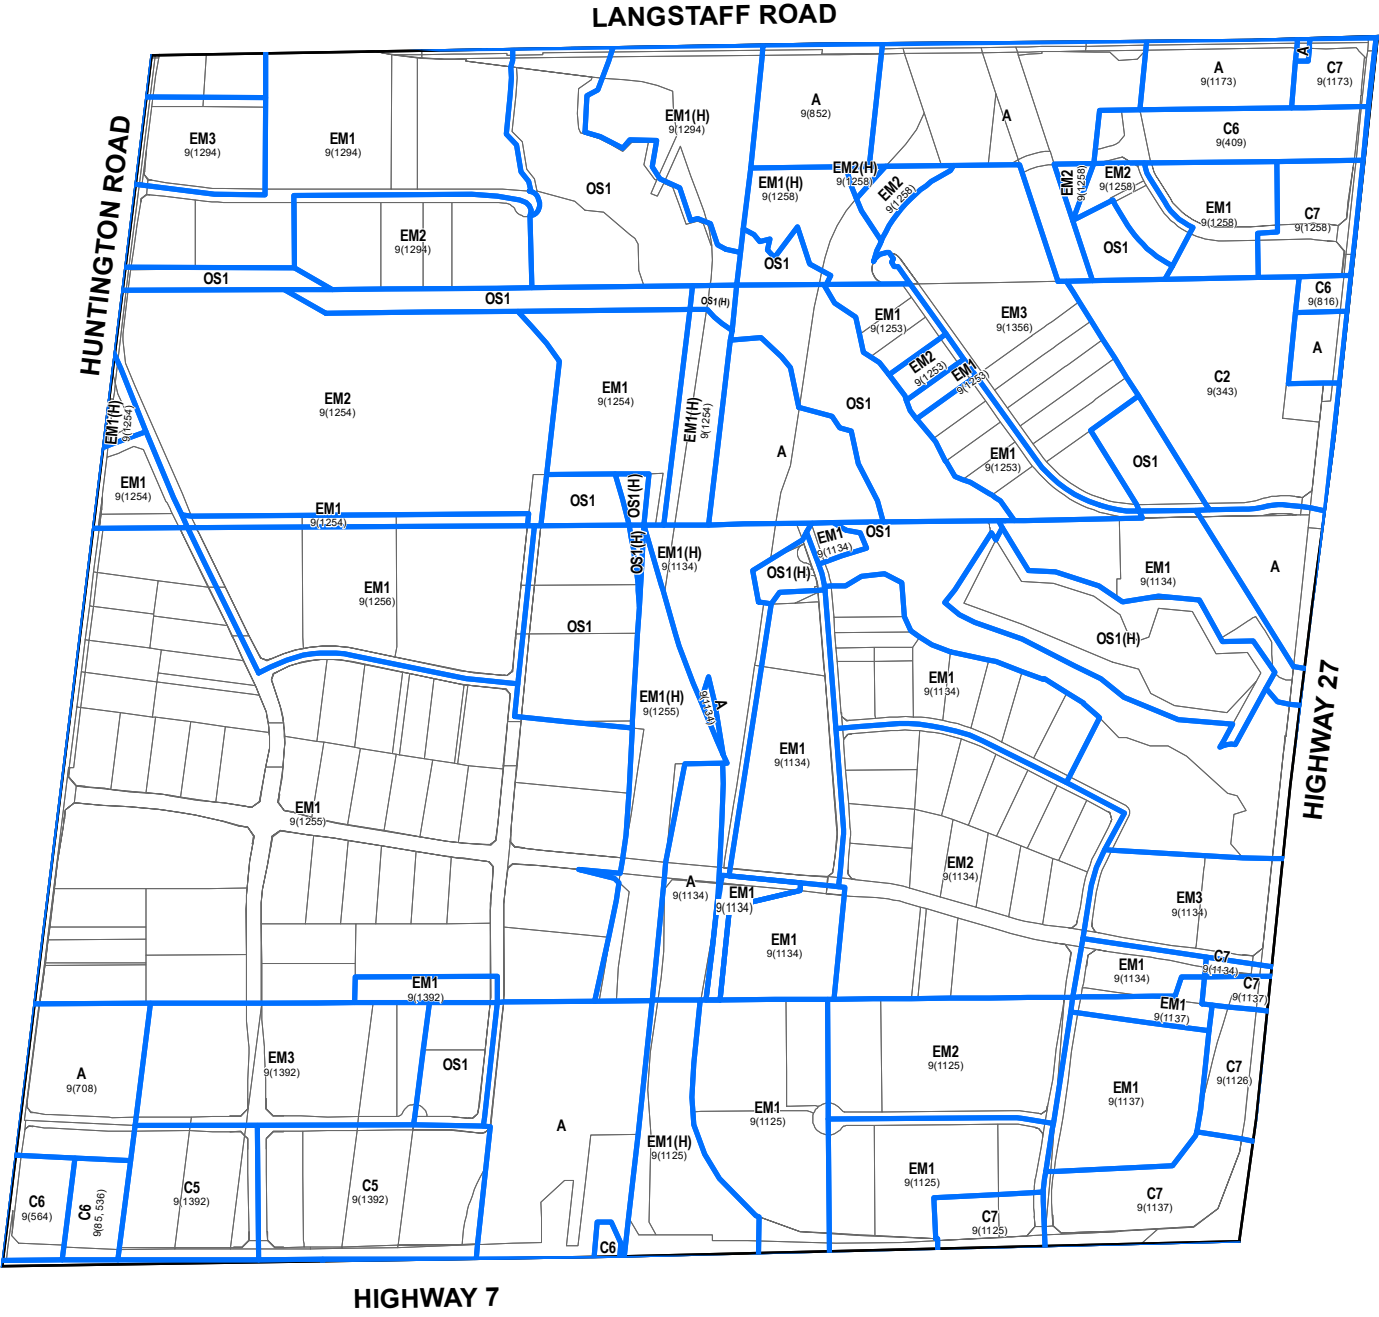 LANGSTAFF ROAD
A
C7
9(1173)
A
9(1173)
A
9(852)
EM1(H)
9(1294)
A
C6
9(409)
EM3
9(1294)
EM1
9(1294)
HUNTINGTON ROAD
OS1
EM2(H)
9(1258)
EM1(H)
9(1258)
EM2
9(1258)
EM2
9(1258)
EM2
9(1258)
EM1
9(1258)
C7
9(1258)
EM2
9(1294)
OS1
OS1
OS1
OS1
OS1(H)
C6
9(816)
EM1
9(1253)
EM3
9(1356)
A
EM2
9(1253)
EM1
9(1253)
C2
9(343)
EM2
9(1254)
EM1
9(1254)
EM1(H)
9(1254)
EM1(H)
9(1254)
OS1
A
EM1
9(1253)
OS1
EM1
9(1254)
OS1
OS1(H)
EM1
9(1254)
OS1(H)
EM1(H)
9(1134)
EM1
9(1134)
OS1
OS1(H)
EM1
9(1134)
A
EM1
9(1256)
OS1
OS1(H)
EM1(H)
9(1255)
A
9(1134)
EM1
9(1134)
HIGHWAY 27
EM1
9(1134)
EM1
9(1255)
EM2
9(1134)
A
9(1134)
EM1
9(1134)
EM3
9(1134)
EM1
9(1134)
C7
9(1134)
EM1
9(1134)
C7
9(1137)
EM1
9(1392)
EM1
9(1137)
EM3
9(1392)
OS1
A
9(708)
EM2
9(1125)
C7
9(1126)
EM1
9(1137)
A
EM1
9(1125)
EM1(H)
9(1125)
EM1
9(1125)
C5
9(1392)
C5
9(1392)
C6
9(564)
C6
9(85, 536)
C7
9(1137)
C7
9(1125)
C6
HIGHWAY 7